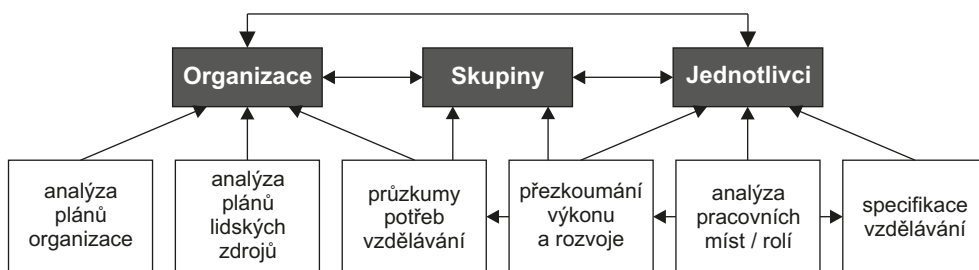 Organizace
Skupiny
Jednotlivci
analýza
plánů
organizace
analýza
plánů
lidských
zdrojů
průzkumy
potřeb
vzdělávání
přezkoumání
výkonu
a rozvoje
analýza
pracovních
míst / rolí
specifikace
vzdělávání